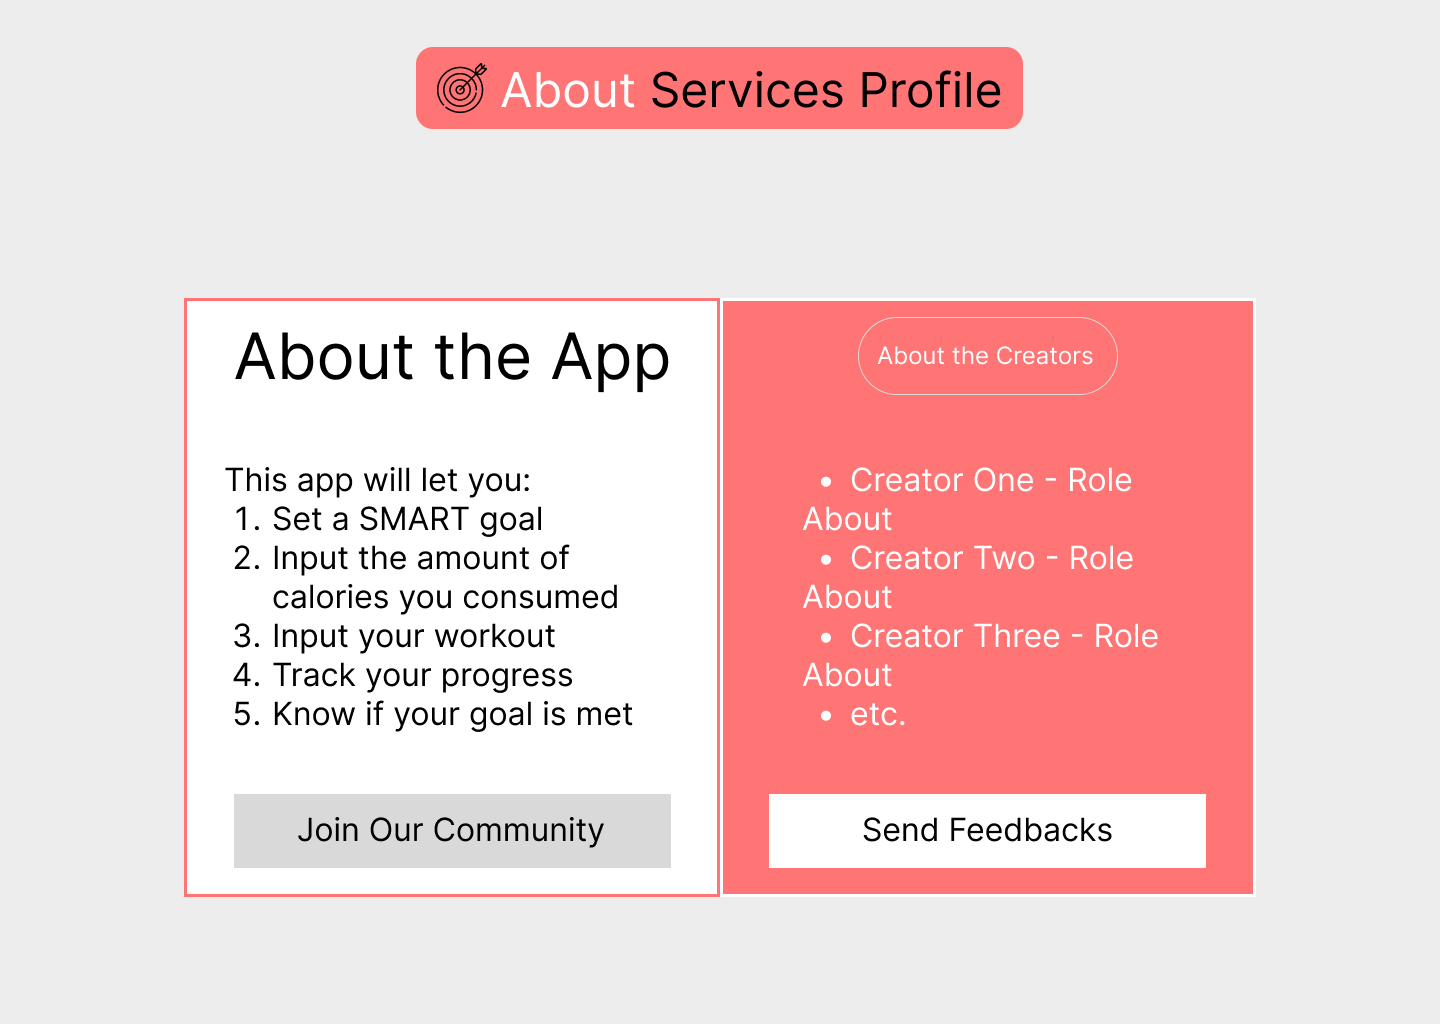 About Services Profile
About the App
This app will let you:
1. Set a SMART goal
2. Input the amount of
calories you consumed
3. Input your workout
4. Track your progress
5. Know if your goal is met
Join Our Community
About the Creators
• Creator One - Role
About
• Creator Two - Role
About
• Creator Three - Role
About
• etc.
Send Feedbacks